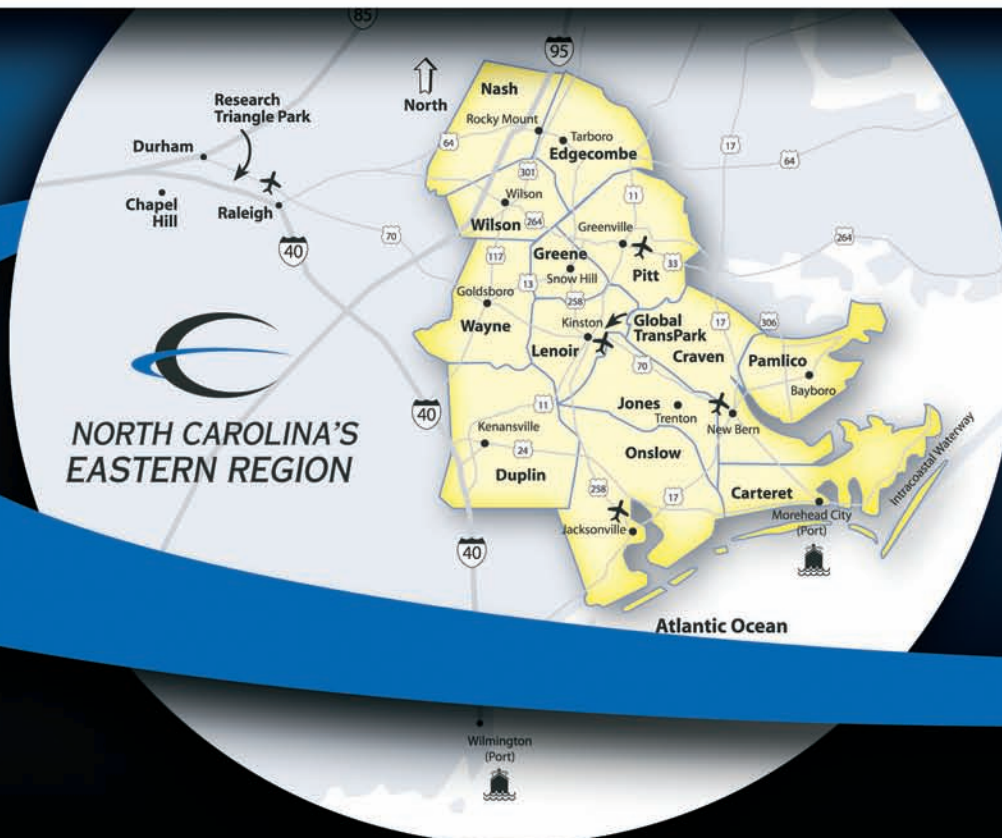 85
95
North
Nash
Research
Triangle Park
Rocky Mount
Tarboro
Edgecombe
64
17
64
Durham
301
Wilson
11
Chapel
Hill
Raleigh
Wilson
264
Greenville
70
40
117
Greene
Snow Hill
Pitt
33
264
Goldsboro
13
258
Wayne
Kinston
Global
TransPark
17
306
Lenoir
Craven
Pamlico
70
Bayboro
NORTH CAROLINA'S
EASTERN REGION
40
11
Jones
Trenton
New Bern
Kenansville
24
Onslow
Duplin
258
17
Carteret
Intracoastal Waterway
Morehead City
(Port)
Jacksonville
40
Atlantic Ocean
Wilmington
(Port)